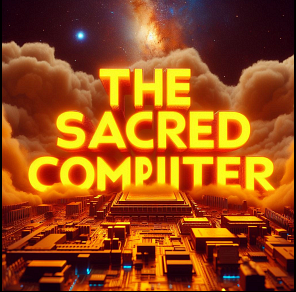 THE
SACRED
COMPUTER